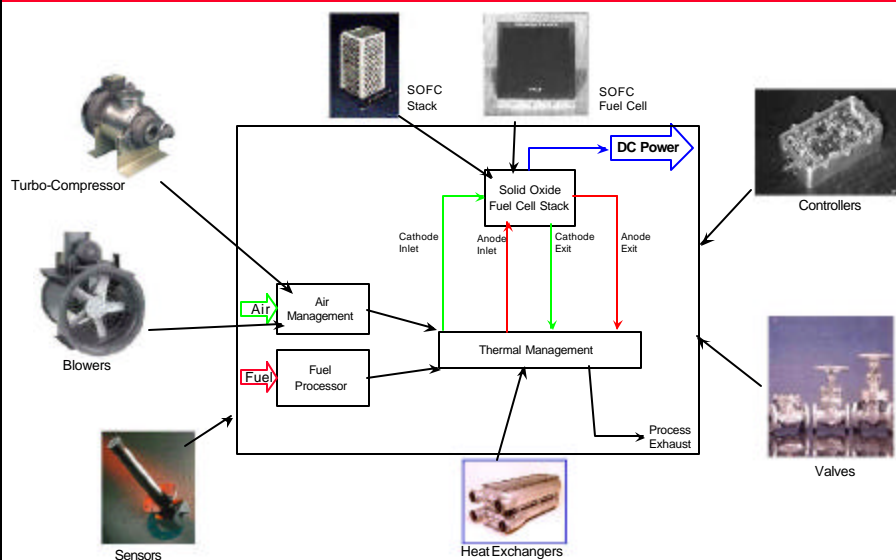 SOFC
Stack
SOFC
Fuel Cell
DC Power
Turbo-Compressor
Solid Oxide
Fuel Cell Stack
Controllers
Cathode
Inlet
Anode
Inlet
Cathode
Exit
Anode
Exit
Air
Air
Management
Blowers
Thermal Management
Fuel
Fuel
Processor
Process
Exhaust
Valves
Sensors
Heat Exchangers